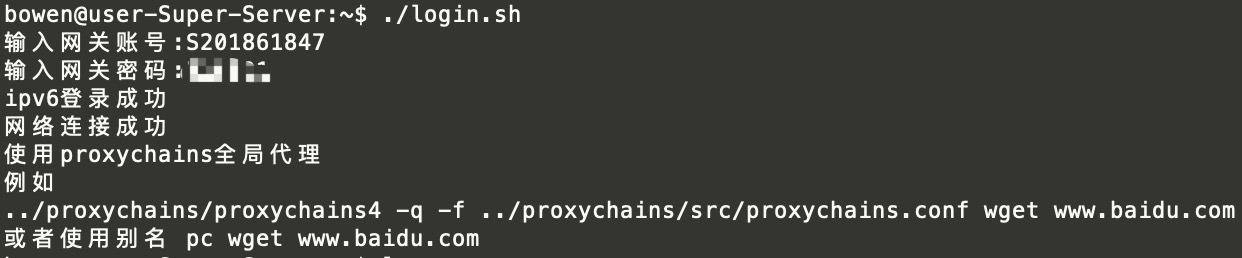 bowen@user-Super-Server:~$ ./login.sh
输入网关账号:S201861847
输入网关密码:
ipv6登录成功
网络连接成功
使用proxychains全局代理
例如
../proxychains/proxychains4 -q -f ../proxychains/src/proxychains.conf wget www.baidu.com
或者使用别名 pc wget www.baidu.com